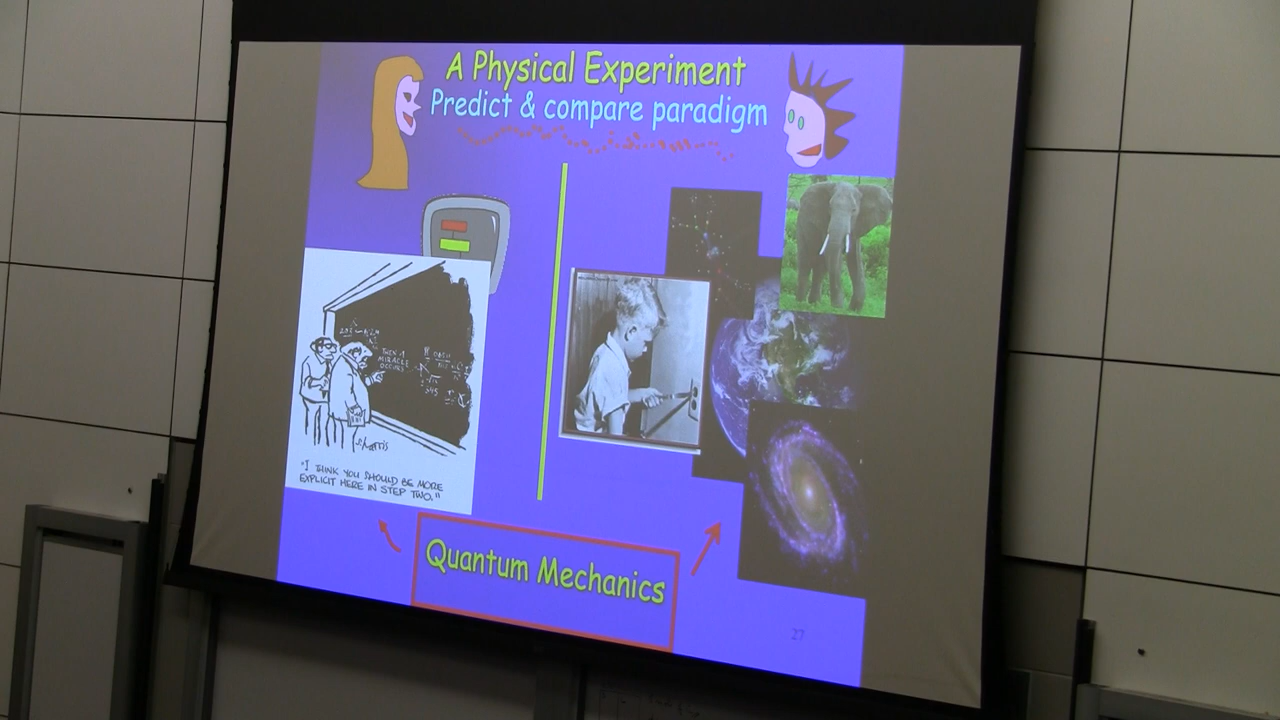 A Physical Experiment
Predict & compare paradigm
THEN A
MIRACLE
OCCURS
"I THINK YOU SHOULD BE MORE
EXPLICIT HERE IN STEP TWO."
Quantum Mechanics
27